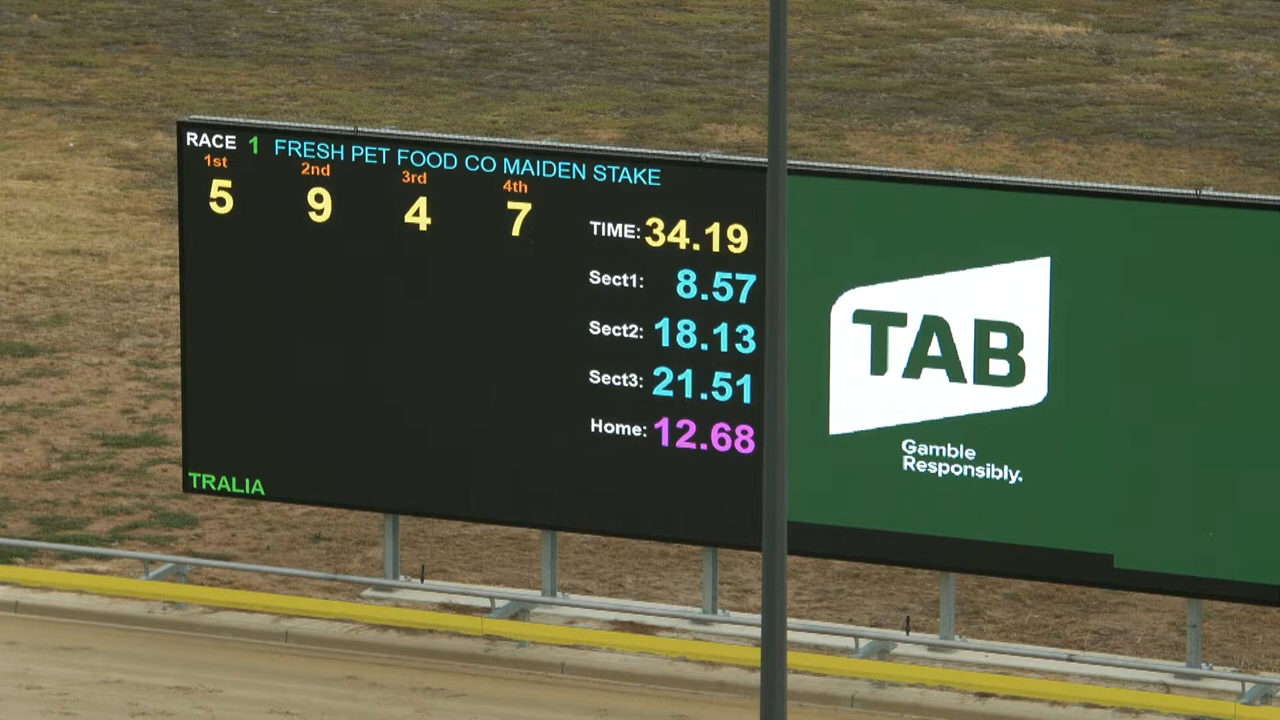 RACE 1 FRESH PET FOOD CO MAIDEN STAKE
1st 2nd 3rd 4th
5 9 4 7
TIME: 34.19
Sect1: 8.57
Sect2: 18.13
Sect3: 21.51
Home: 12.68
TRALIA
TAB
Gamble
Responsibly.